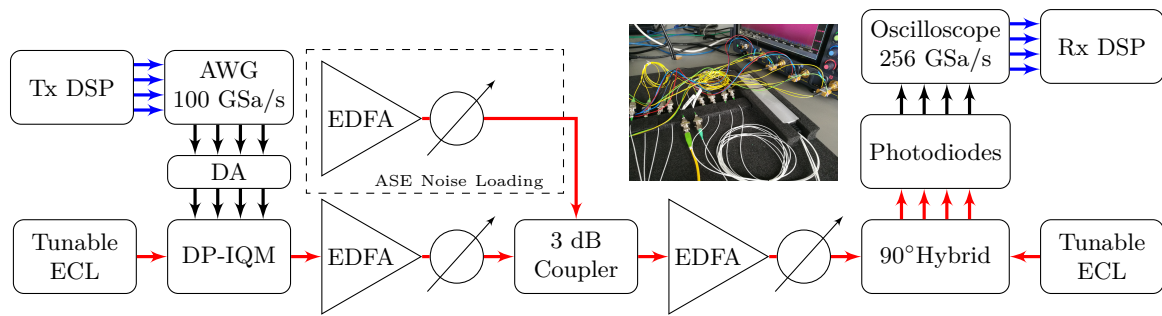 Tx DSP
AWG
100 GSa/s
DA
Tunable
ECL
DP-IQM
EDFA
ASE Noise Loading
EDFA
3 dB
Coupler
EDFA
Oscilloscope
256 GSa/s
Rx DSP
Photodiodes
90°Hybrid
Tunable
ECL